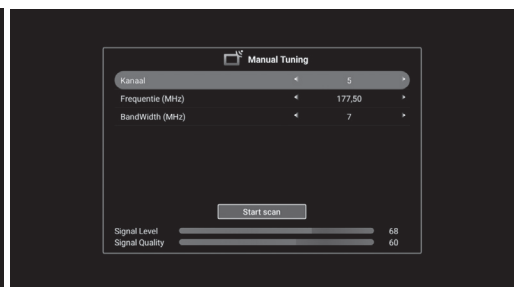 Manual Tuning
Kanaal 5
Frequentie (MHz) 177,50
BandWidth (MHz) 7
Start scan
Signal Level 68
Signal Quality 60